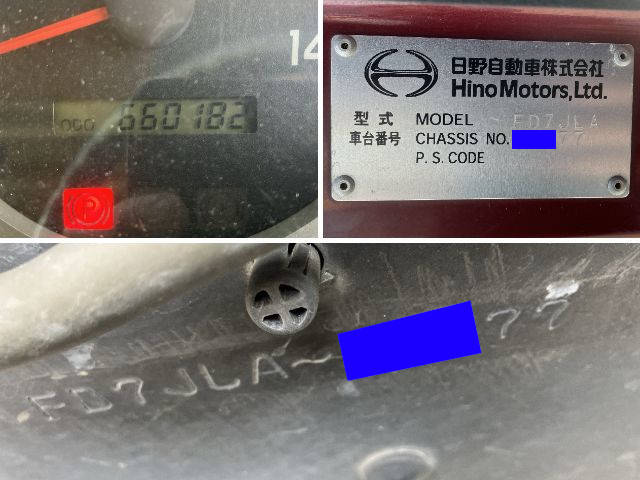 14
ODO 660182
P
日野自動車株式会社
Hino Motors, Ltd.
型式 MODEL ~FD7JLA
車台番号 CHASSIS NO. 77
P. S. CODE
FD7JLA~ 77